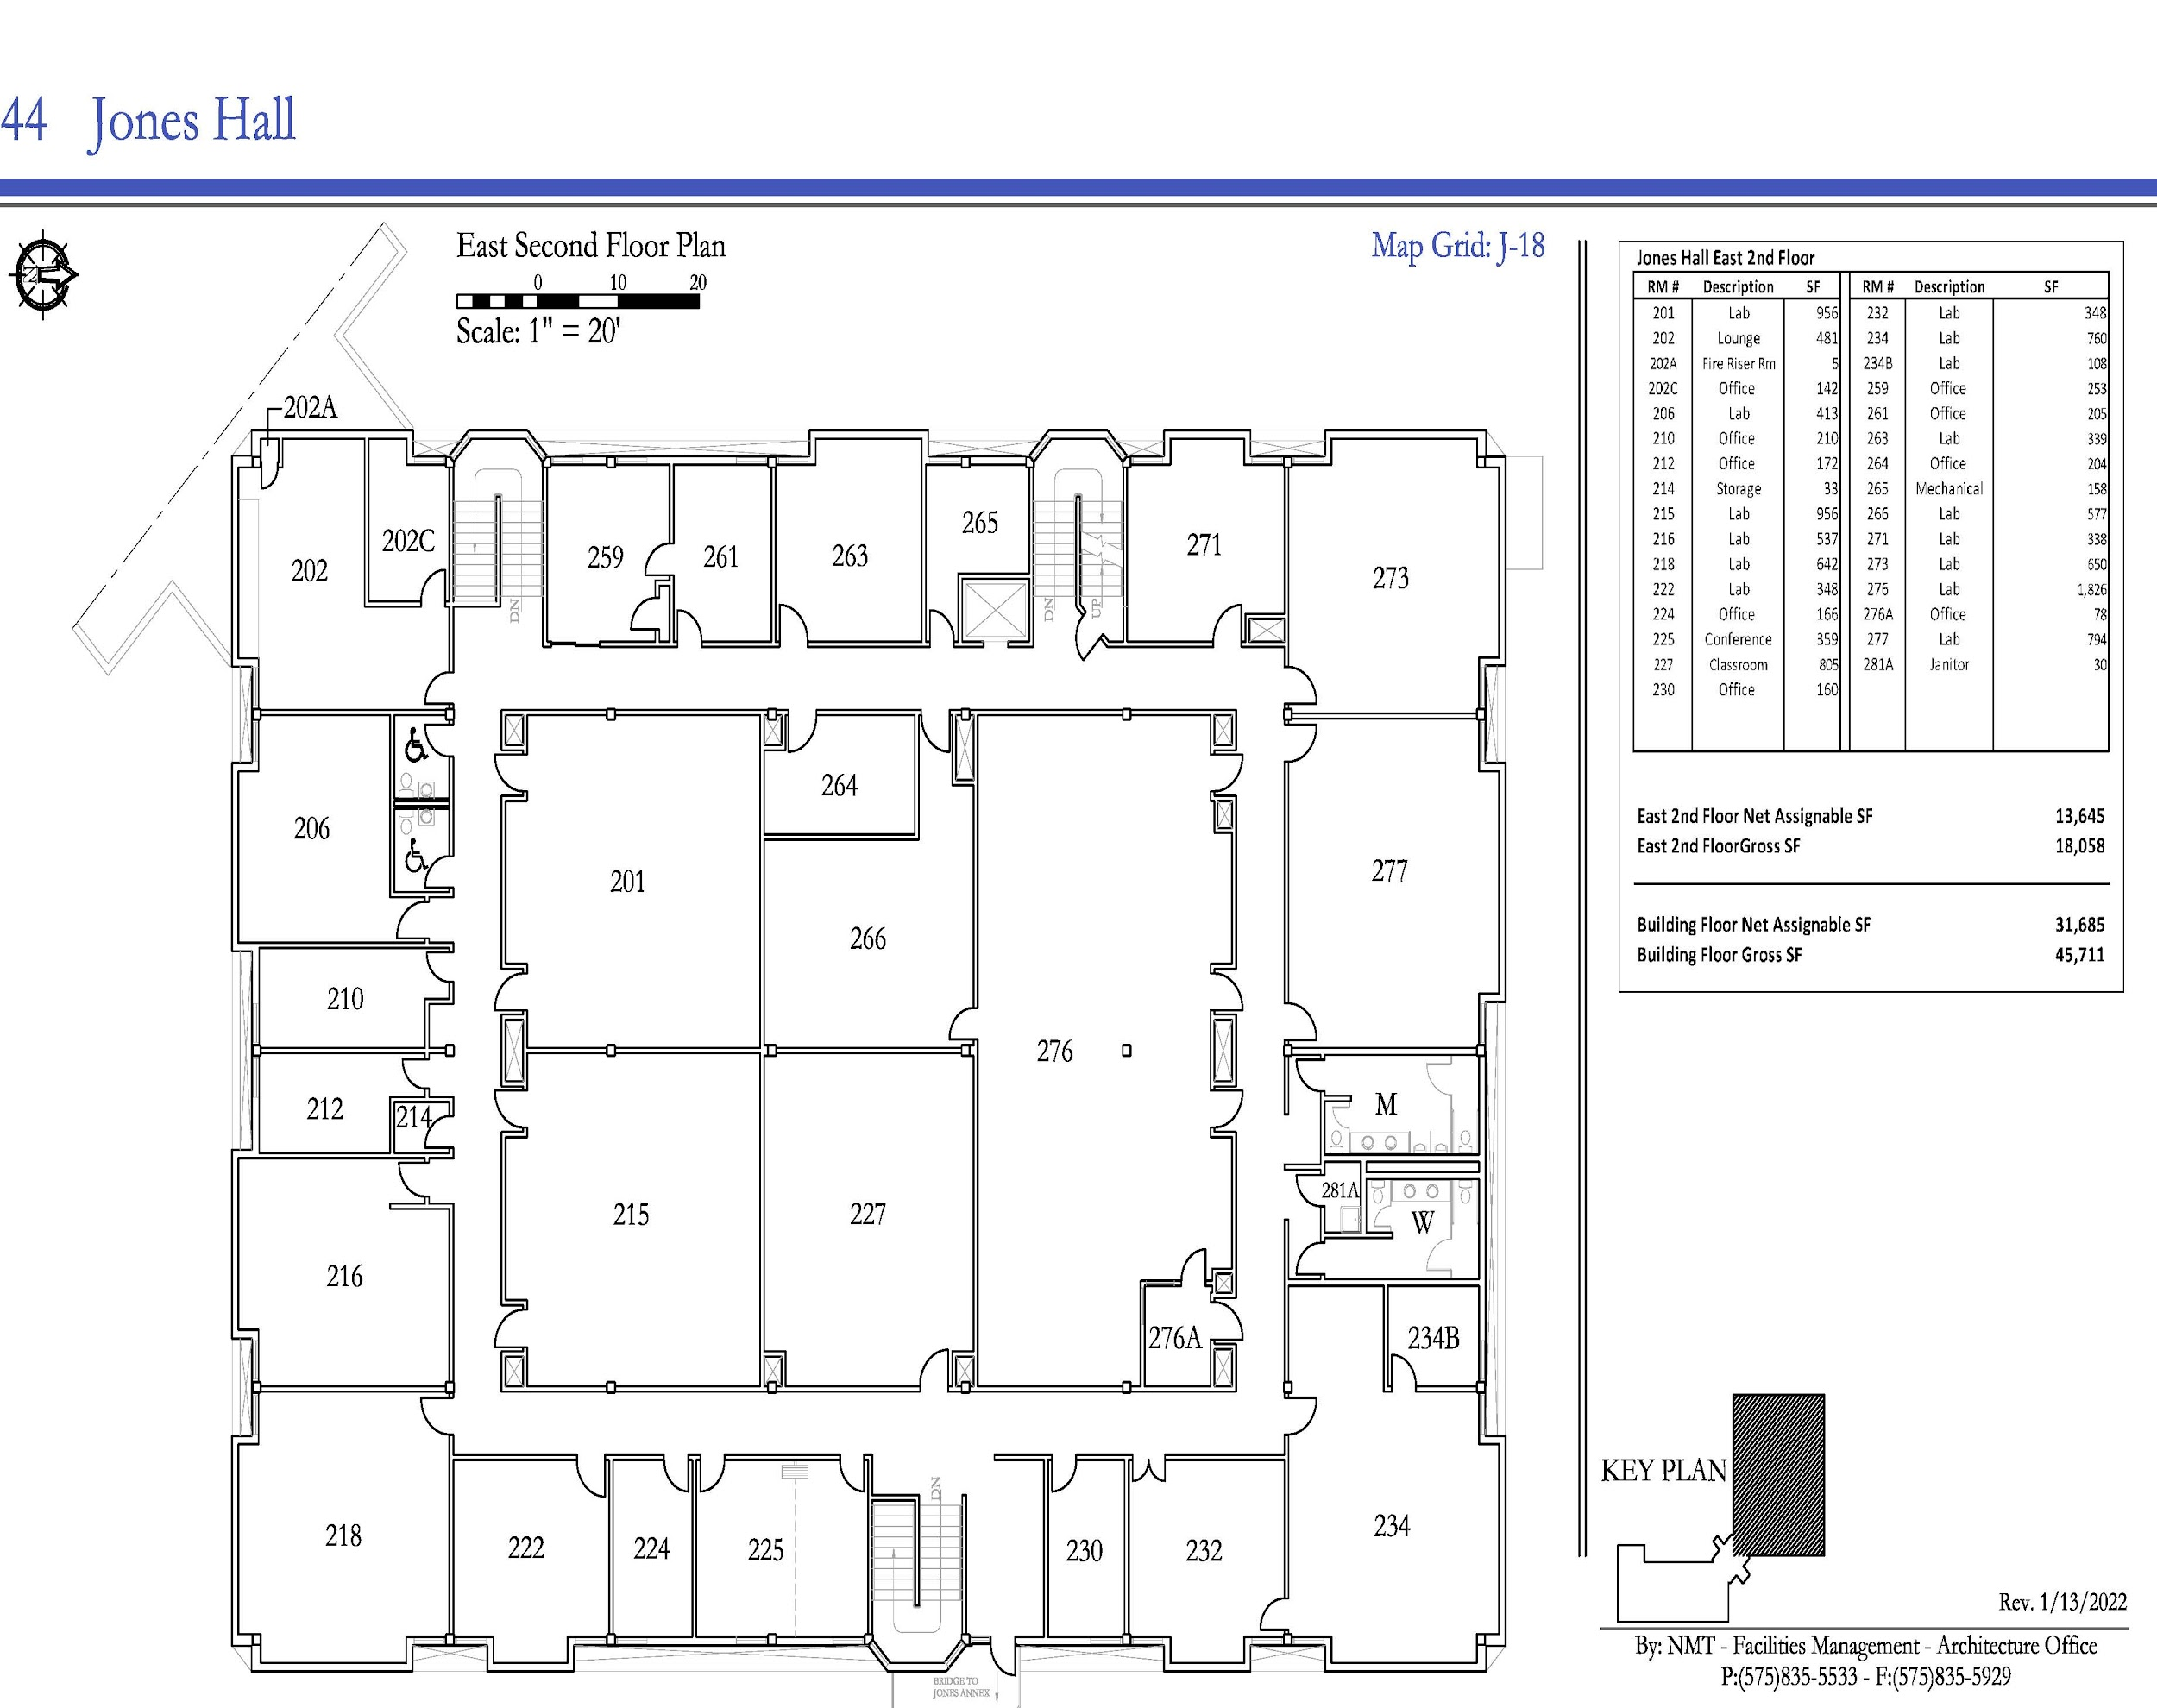 44 Jones Hall
East Second Floor Plan
0 10 20
Scale: 1" = 20'
Map Grid: J-18
N
202A
202
202C
DN
259
261
263
265
DN
UP
271
273
206
201
264
266
276
277
210
212
214
M
281A
W
216
215
227
276A
234B
218
222
224
225
DN
230
232
234
BRIDGE TO
JONES ANNEX
Jones Hall East 2nd Floor
RM # Description SF RM # Description SF
201 Lab 956 232 Lab 348
202 Lounge 481 234 Lab 760
202A Fire Riser Rm 5 234B Lab 108
202C Office 142 259 Office 253
206 Lab 413 261 Office 205
210 Office 210 263 Lab 339
212 Office 172 264 Office 204
214 Storage 33 265 Mechanical 158
215 Lab 956 266 Lab 577
216 Lab 537 271 Lab 338
218 Lab 642 273 Lab 650
222 Lab 348 276 Lab 1,826
224 Office 166 276A Office 78
225 Conference 359 277 Lab 794
227 Classroom 805 281A Janitor 30
230 Office 160
East 2nd Floor Net Assignable SF 13,645
East 2nd FloorGross SF 18,058
Building Floor Net Assignable SF 31,685
Building Floor Gross SF 45,711
KEY PLAN
Rev. 1/13/2022
By: NMT - Facilities Management - Architecture Office
P:(575)835-5533 - F:(575)835-5929